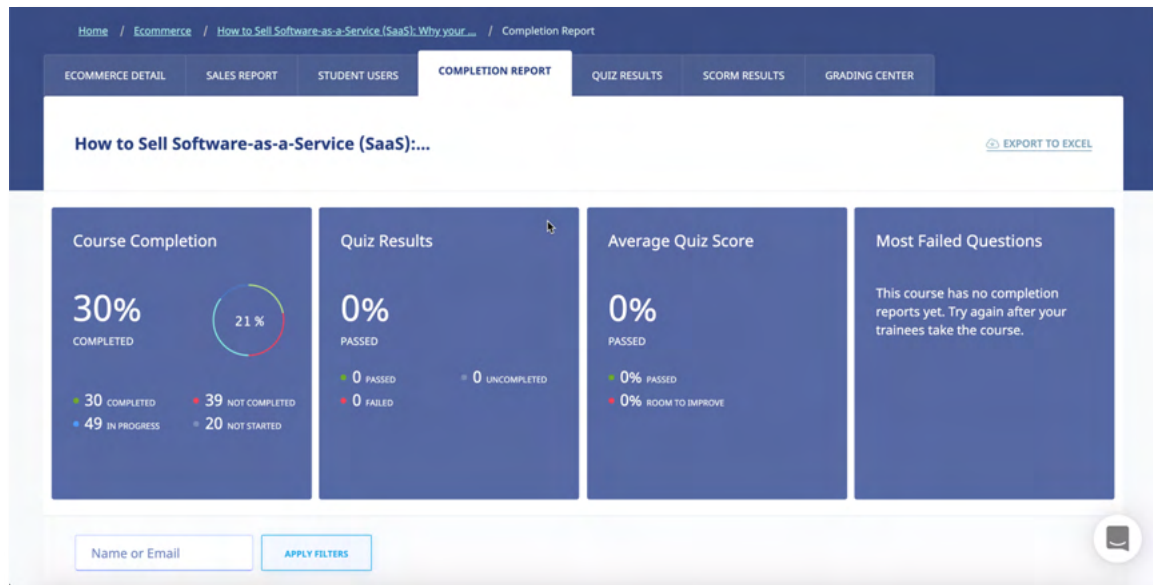 Home / Ecommerce / How to Sell Software-as-a-Service (SaaS): Why your ... / Completion Report
ECOMMERCE DETAIL SALES REPORT STUDENT USERS COMPLETION REPORT QUIZ RESULTS SCORM RESULTS GRADING CENTER
How to Sell Software-as-a-Service (SaaS):...
EXPORT TO EXCEL
Course Completion
30%
COMPLETED
21 %
30 COMPLETED
39 NOT COMPLETED
49 IN PROGRESS
20 NOT STARTED
Quiz Results
0%
PASSED
0 PASSED
0 UNCOMPLETED
0 FAILED
Average Quiz Score
0%
PASSED
0% PASSED
0% ROOM TO IMPROVE
Most Failed Questions
This course has no completion
reports yet. Try again after your
trainees take the course.
Name or Email
APPLY FILTERS